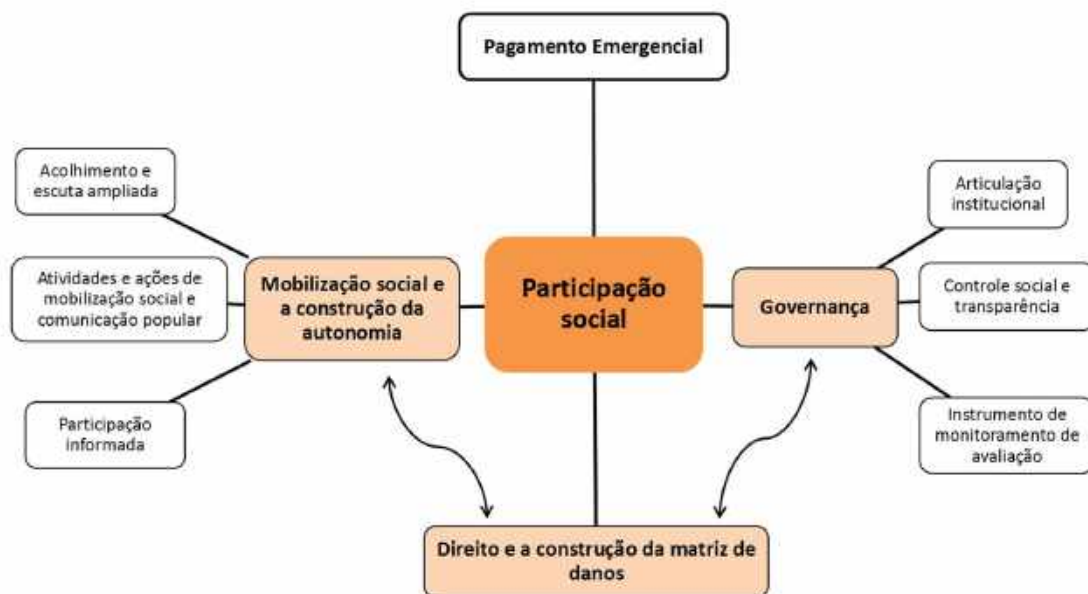 Pagamento Emergencial
Acolhimento e
escuta ampliada
Atividades e ações de
mobilização social e
comunicação popular
Participação
informada
Mobilização social e
a construção da
autonomia
Participação
social
Governança
Articulação
institucional
Controle social e
transparência
Instrumento de
monitoramento de
avaliação
Direito e a construção da matriz de
danos